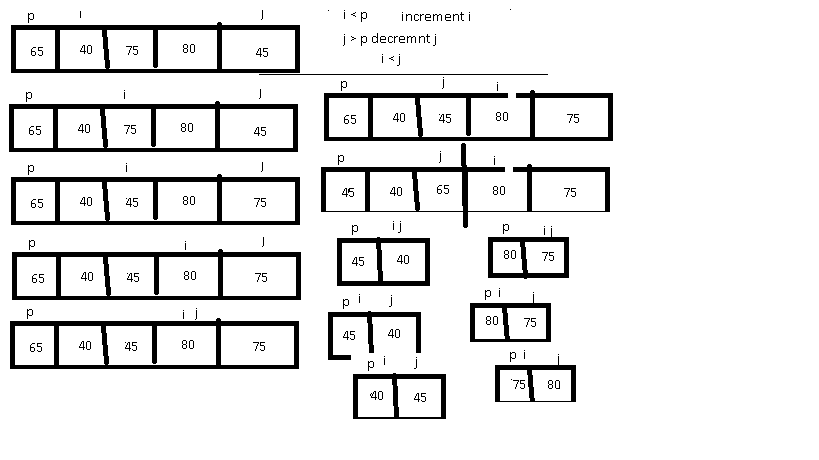 p i j
65 40 75 80 45
p i j
65 40 75 80 45
p i j
65 40 45 80 75
p i j
65 40 45 80 75
p i j
65 40 45 80 75
i < p increment i
j > p decremnt j
i < j
p j i
65 40 45 80 75
p j i
45 40 65 80 75
p i j
45 40
p i j
80 75
p i j
45 40
p i j
80 75
p i j
40 45
p i j
75 80